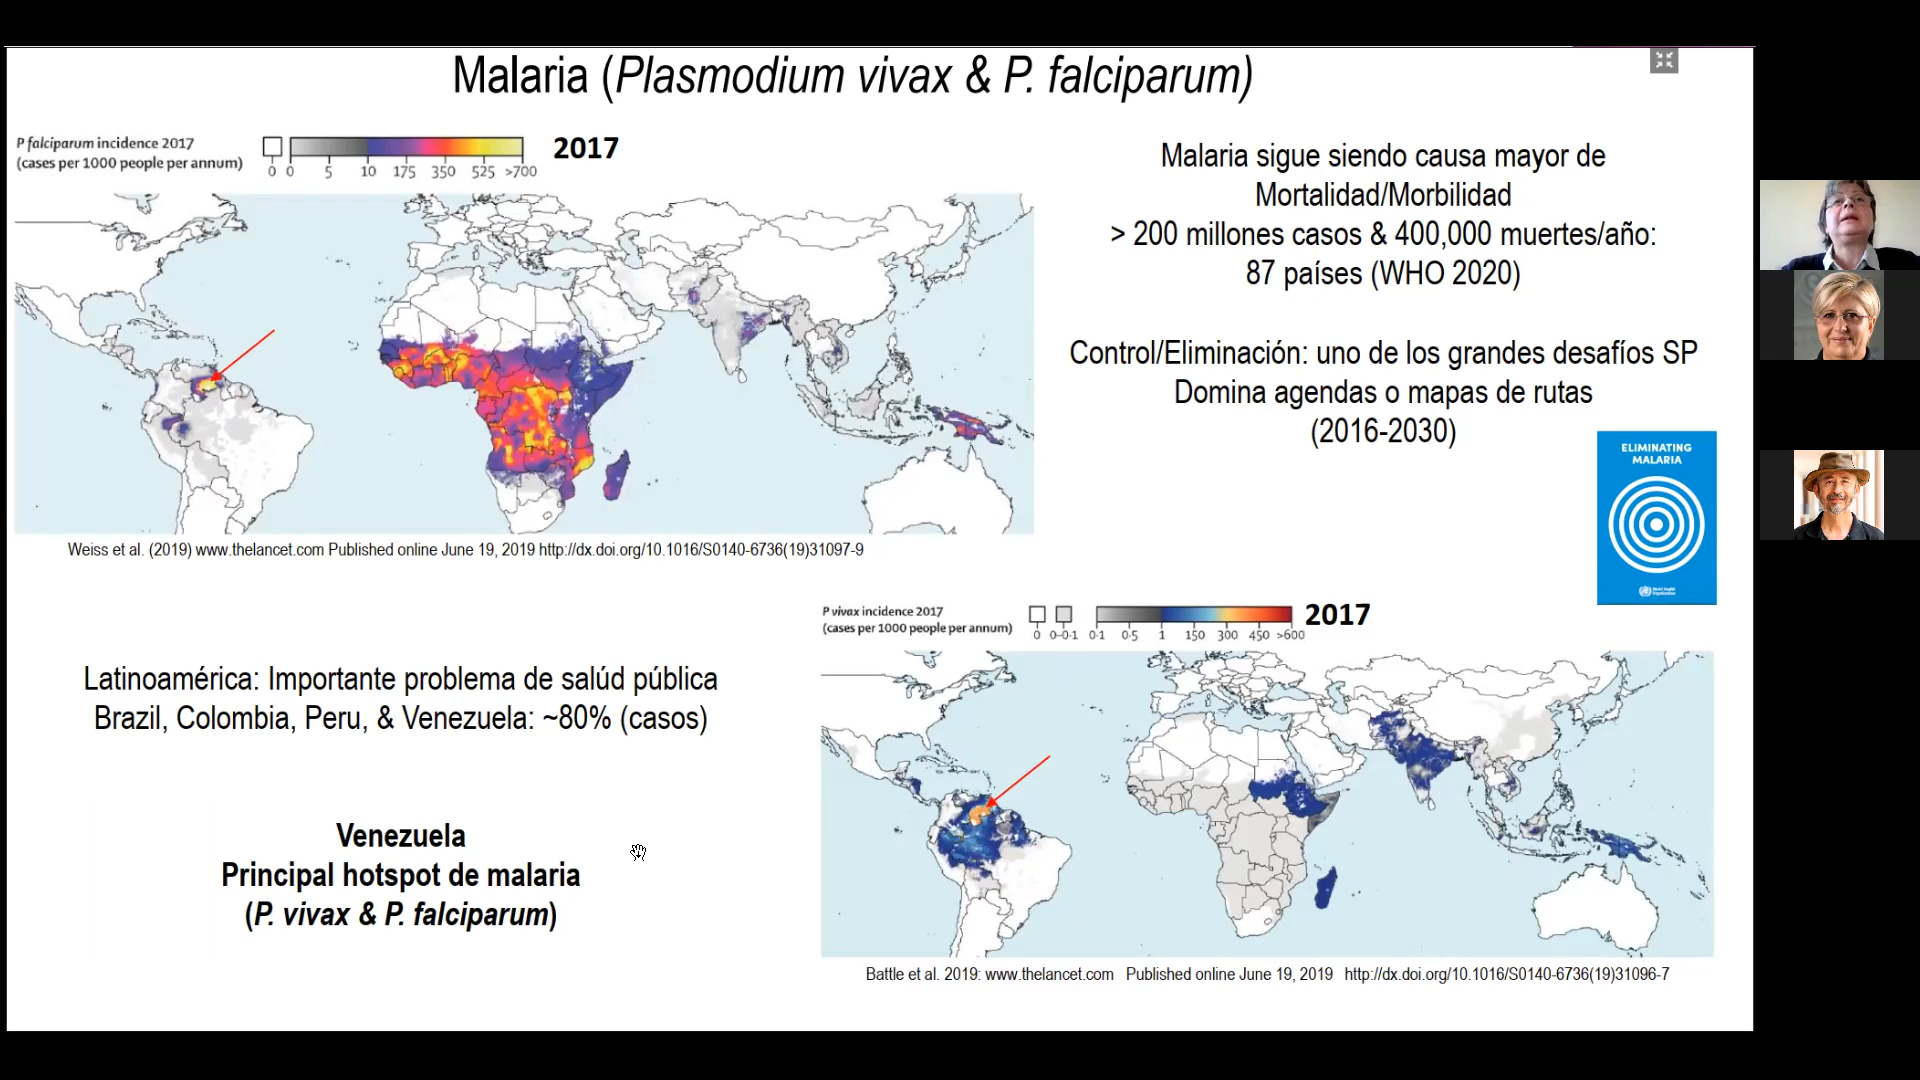 Malaria (Plasmodium vivax & P. falciparum)
P falciparum incidence 2017
(cases per 1000 people per annum)
0 0 5 10 175 350 525 >700
2017
Malaria sigue siendo causa mayor de
Mortalidad/Morbilidad
> 200 millones casos & 400,000 muertes/año:
87 países (WHO 2020)
Control/Eliminación: uno de los grandes desafíos SP
Domina agendas o mapas de rutas
(2016-2030)
ELIMINATING
MALARIA
World Health
Organization
Weiss et al. (2019) www.thelancet.com Published online June 19, 2019 http://dx.doi.org/10.1016/S0140-6736(19)31097-9
P vivax incidence 2017
(cases per 1000 people per annum)
0 0–0·1 0·1 0·5 1 150 300 450 >600
2017
Latinoamérica: Importante problema de salúd pública
Brazil, Colombia, Peru, & Venezuela: ~80% (casos)
Venezuela
Principal hotspot de malaria
(P. vivax & P. falciparum)
Battle et al. 2019: www.thelancet.com Published online June 19, 2019 http://dx.doi.org/10.1016/S0140-6736(19)31096-7